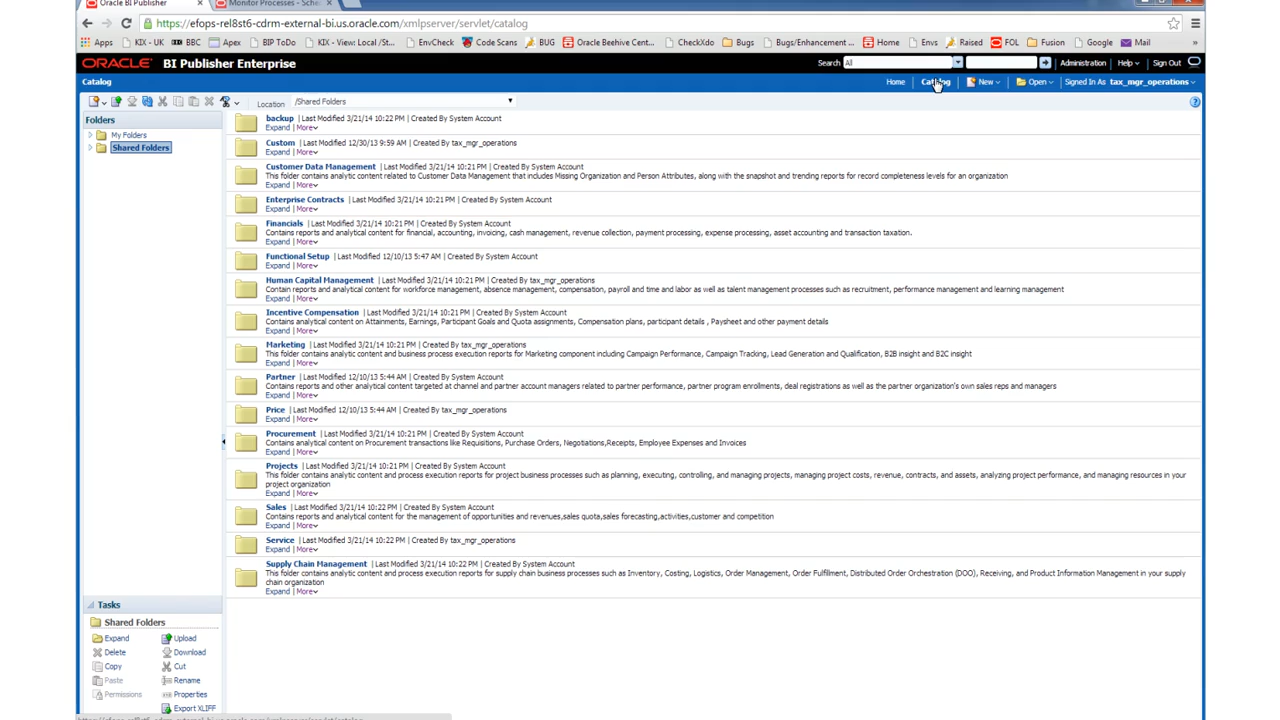 Oracle BI Publisher
Monitor Processes - Sche
https://efops-rel8st6-cdrm-external-bi.us.oracle.com/xmlpserver/servlet/catalog
Apps KIX - UK BBC Apex BIP ToDo KIX - View: Local /St... EnvCheck Code Scans BUG Oracle Beehive Cent... CheckXdo Bugs Bugs/Enhancement ... Home Envs Raised FOL Fusion Google Mail »
ORACLE BI Publisher Enterprise Search All Administration Help Sign Out
Catalog Home Catalog New Open Signed In As tax_mgr_operations
Location /Shared Folders
Folders
My Folders
Shared Folders
backup | Last Modified 3/21/14 10:22 PM | Created By System Account
Expand | More
Custom | Last Modified 12/30/13 9:59 AM | Created By tax_mgr_operations
Expand | More
Customer Data Management | Last Modified 3/21/14 10:21 PM | Created By System Account
This folder contains analytic content related to Customer Data Management that includes Missing Organization and Person Attributes, along with the snapshot and trending reports for record completeness levels for an organization
Expand | More
Enterprise Contracts | Last Modified 3/21/14 10:21 PM | Created By System Account
Expand | More
Financials | Last Modified 3/21/14 10:21 PM | Created By System Account
Contains reports and analytical content for financial, accounting, invoicing, cash management, revenue collection, payment processing, expense processing, asset accounting and transaction taxation.
Expand | More
Functional Setup | Last Modified 12/10/13 5:47 AM | Created By System Account
Expand | More
Human Capital Management | Last Modified 3/21/14 10:21 PM | Created By tax_mgr_operations
Contain reports and analytical content for workforce management, absence management, compensation, payroll and time and labor as well as talent management processes such as recruitment, performance management and learning management
Expand | More
Incentive Compensation | Last Modified 3/21/14 10:21 PM | Created By System Account
Contains analytical content on Attainments, Earnings, Participant Goals and Quota assignments, Compensation plans, participant details , Paysheet and other payment details
Expand | More
Marketing | Last Modified 3/21/14 10:21 PM | Created By tax_mgr_operations
This folder contains analytic content and business process execution reports for Marketing component including Campaign Performance, Campaign Tracking, Lead Generation and Qualification, B2B insight and B2C insight
Expand | More
Partner | Last Modified 12/10/13 5:44 AM | Created By System Account
Contains reports and other analytical content targeted at channel and partner account managers related to partner performance, partner program enrolments, deal registrations as well as the partner organization's own sales reps and managers
Expand | More
Price | Last Modified 12/10/13 5:44 AM | Created By tax_mgr_operations
Expand | More
Procurement | Last Modified 3/21/14 10:21 PM | Created By System Account
Contains analytical content on Procurement transactions like Requisitions, Purchase Orders, Negotiations,Receipts, Employee Expenses and Invoices
Expand | More
Projects | Last Modified 3/21/14 10:21 PM | Created By System Account
This folder contains analytic content and process execution reports for project business processes such as planning, executing, controlling, and managing projects, managing project costs, revenue, contracts, and assets, analyzing project performance, and managing resources in your
project organization
Expand | More
Sales | Last Modified 3/21/14 10:22 PM | Created By System Account
Contains reports and analytical content for the management of opportunities and revenues,sales quota,sales forecasting,activities,customer and competition
Expand | More
Service | Last Modified 3/21/14 10:22 PM | Created By tax_mgr_operations
Expand | More
Supply Chain Management | Last Modified 3/21/14 10:22 PM | Created By System Account
This folder contains analytic content and process execution reports for supply chain business processes such as Inventory, Costing, Logistics, Order Management, Order Fulfillment, Distributed Order Orchestration (DOO), Receiving, and Product Information Management in your supply
chain organization
Expand | More
Tasks
Shared Folders
Expand Upload
Delete Download
Copy Cut
Paste Rename
Permissions Properties
Export XLIFF